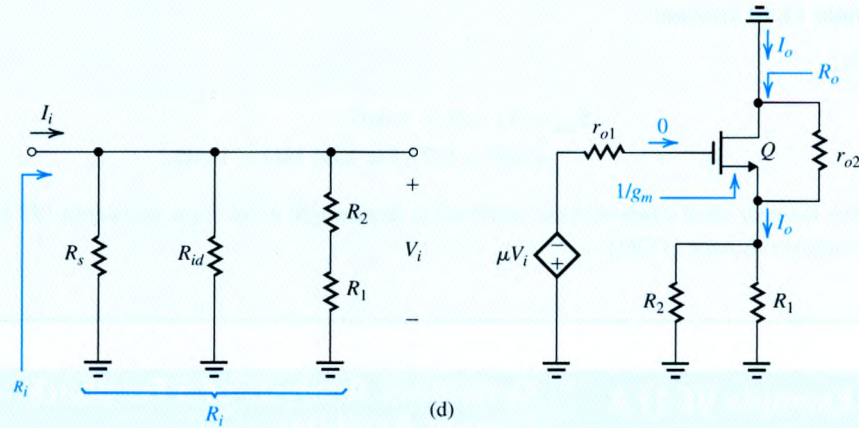 I_o
R_o
I_i
r_o1
0
Q
r_o2
1/g_m
R_2
+
I_o
R_s
R_id
V_i
μV_i
−
+
R_1
R_2
R_1
−
R_i
R_i
(d)